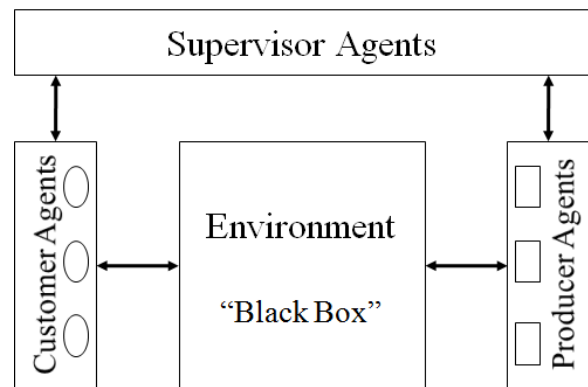 Supervisor Agents
Customer Agents
Environment
“Black Box”
Producer Agents